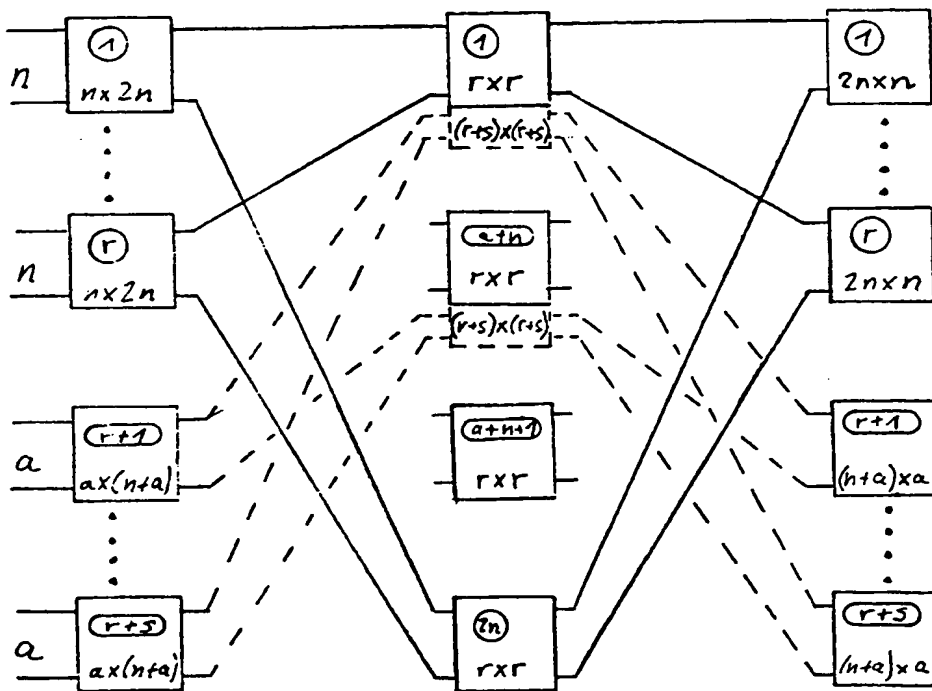 n
1
n x 2n
1
r x r
(r+s)x(r+s)
1
2n x n
n
r
n x 2n
a+n
r x r
(r+s)x(r+s)
r
2n x n
a
r+1
a x (n+a)
a+n+1
r x r
r+1
(n+a) x a
a
r+s
a x (n+a)
2n
r x r
r+s
(n+a) x a